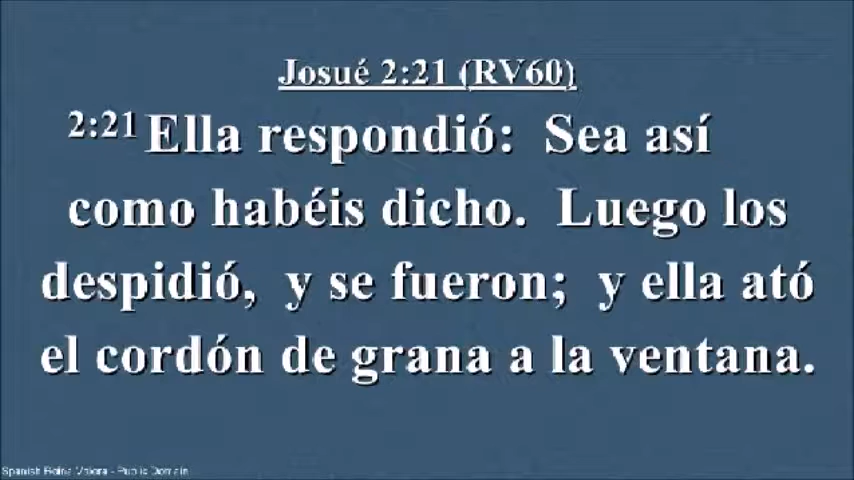 Josué 2:21 (RV60)
2:21 Ella respondió: Sea así
como habéis dicho. Luego los
despidió, y se fueron; y ella ató
el cordón de grana a la ventana.
Spanish Reina Valera - Public Domain